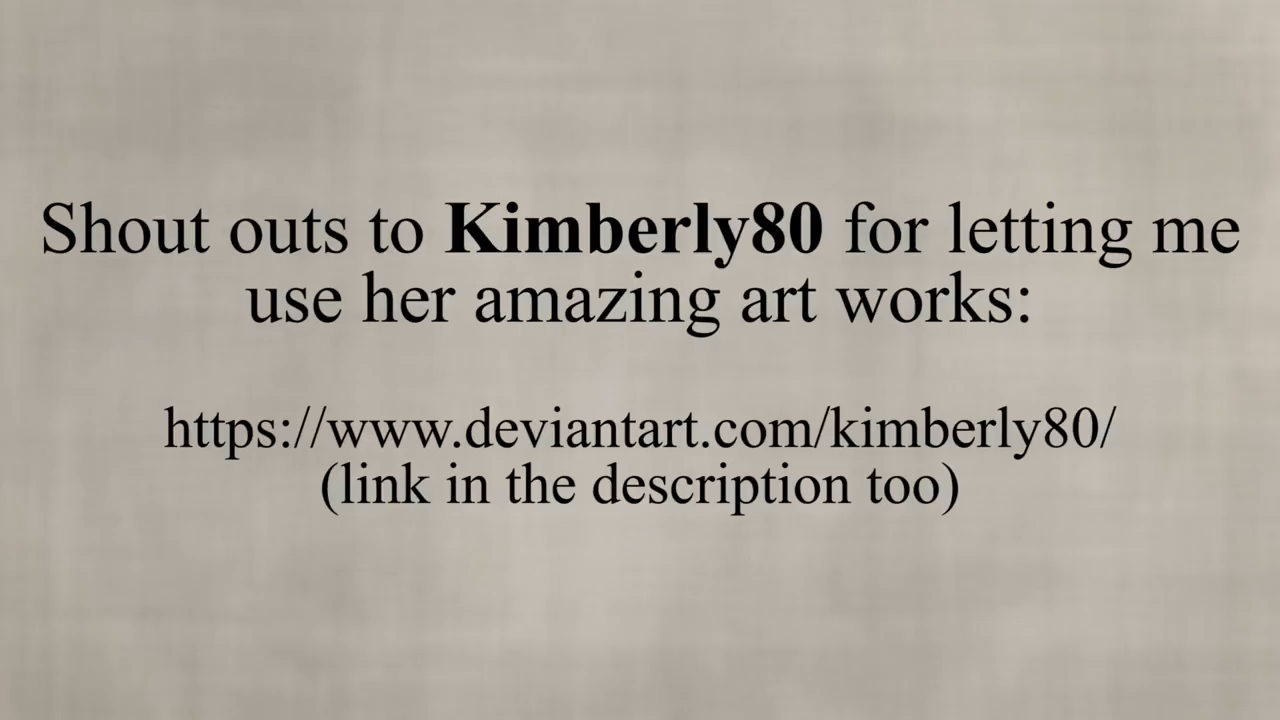 Shout outs to Kimberly80 for letting me
use her amazing art works:
https://www.deviantart.com/kimberly80/
(link in the description too)